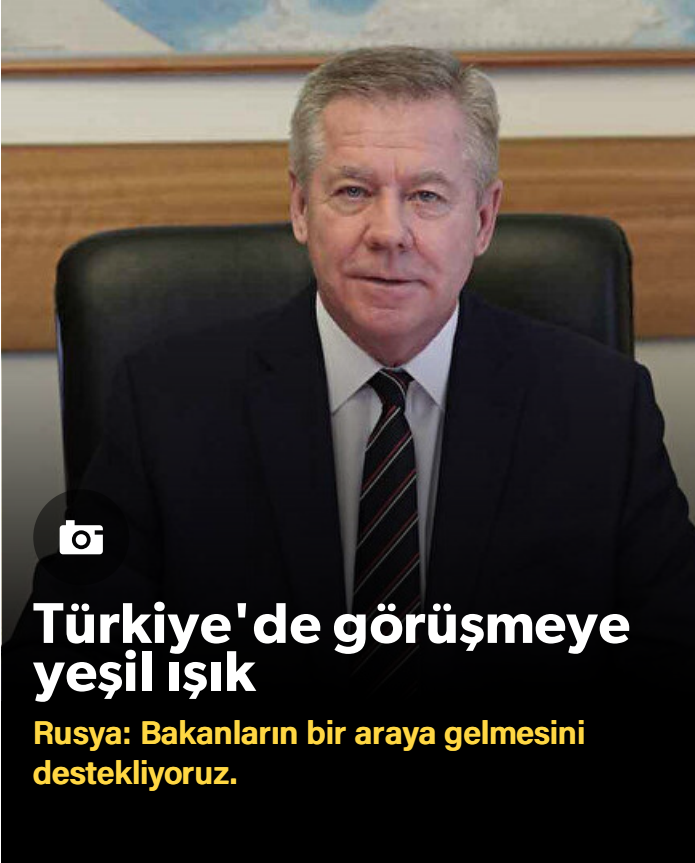 Türkiye'de görüşmeye
yeşil ışık
Rusya: Bakanların bir araya gelmesini
destekliyoruz.